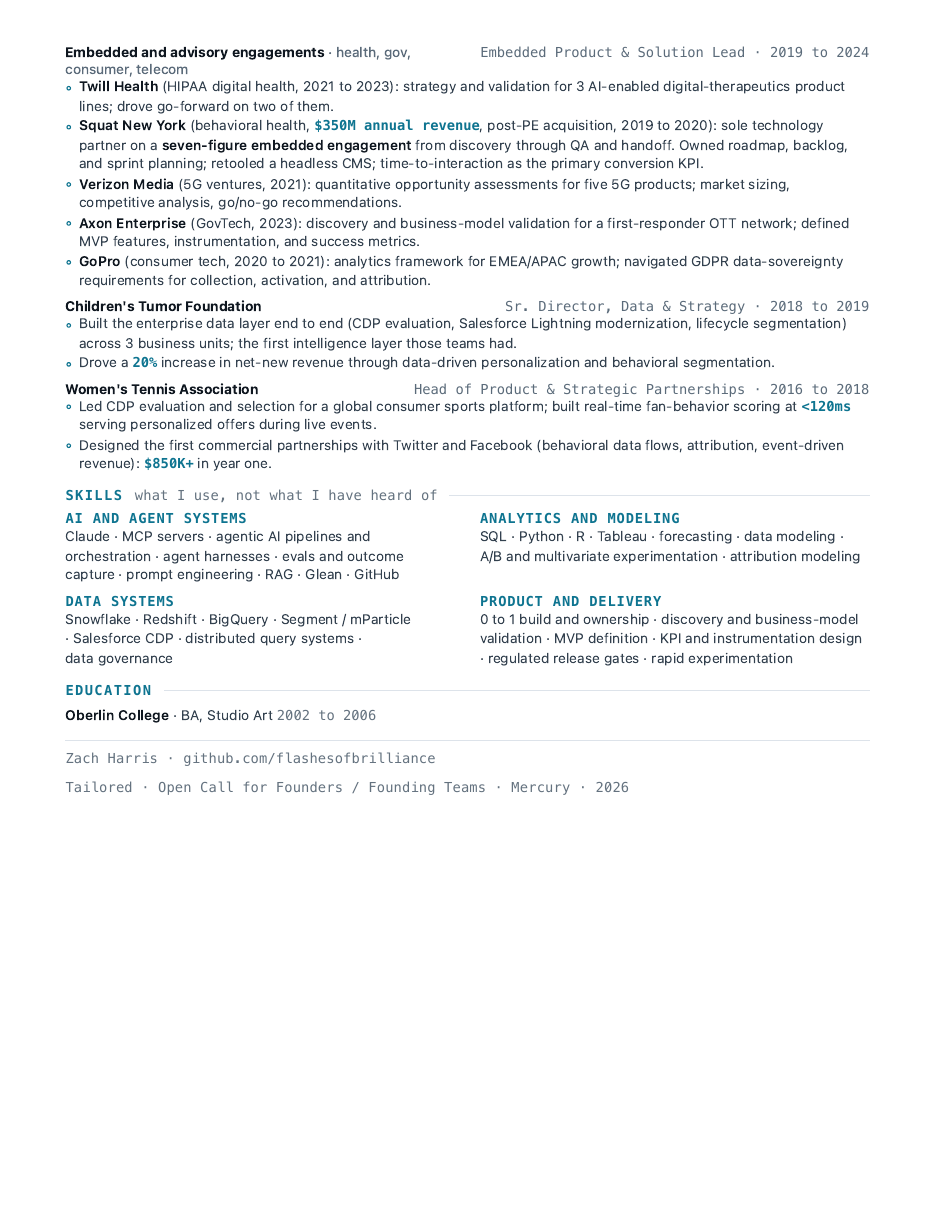 Embedded and advisory engagements · health, gov, consumer, telecom
Embedded Product & Solution Lead · 2019 to 2024
Twill Health (HIPAA digital health, 2021 to 2023): strategy and validation for 3 AI-enabled digital-therapeutics product
lines; drove go-forward on two of them.
Squat New York (behavioral health, $350M annual revenue, post-PE acquisition, 2019 to 2020): sole technology
partner on a seven-figure embedded engagement from discovery through QA and handoff. Owned roadmap, backlog,
and sprint planning; retooled a headless CMS; time-to-interaction as the primary conversion KPI.
Verizon Media (5G ventures, 2021): quantitative opportunity assessments for five 5G products; market sizing,
competitive analysis, go/no-go recommendations.
Axon Enterprise (GovTech, 2023): discovery and business-model validation for a first-responder OTT network; defined
MVP features, instrumentation, and success metrics.
GoPro (consumer tech, 2020 to 2021): analytics framework for EMEA/APAC growth; navigated GDPR data-sovereignty
requirements for collection, activation, and attribution.
Children's Tumor Foundation Sr. Director, Data & Strategy · 2018 to 2019
Built the enterprise data layer end to end (CDP evaluation, Salesforce Lightning modernization, lifecycle segmentation)
across 3 business units; the first intelligence layer those teams had.
Drove a 20% increase in net-new revenue through data-driven personalization and behavioral segmentation.
Women's Tennis Association Head of Product & Strategic Partnerships · 2016 to 2018
Led CDP evaluation and selection for a global consumer sports platform; built real-time fan-behavior scoring at <120ms
serving personalized offers during live events.
Designed the first commercial partnerships with Twitter and Facebook (behavioral data flows, attribution, event-driven
revenue): $850K+ in year one.
SKILLS what I use, not what I have heard of
AI AND AGENT SYSTEMS
Claude · MCP servers · agentic AI pipelines and
orchestration · agent harnesses · evals and outcome
capture · prompt engineering · RAG · Glean · GitHub
ANALYTICS AND MODELING
SQL · Python · R · Tableau · forecasting · data modeling ·
A/B and multivariate experimentation · attribution modeling
DATA SYSTEMS
Snowflake · Redshift · BigQuery · Segment / mParticle
· Salesforce CDP · distributed query systems ·
data governance
PRODUCT AND DELIVERY
0 to 1 build and ownership · discovery and business-model
validation · MVP definition · KPI and instrumentation design
· regulated release gates · rapid experimentation
EDUCATION
Oberlin College · BA, Studio Art 2002 to 2006
Zach Harris · github.com/flashesofbrilliance
Tailored · Open Call for Founders / Founding Teams · Mercury · 2026